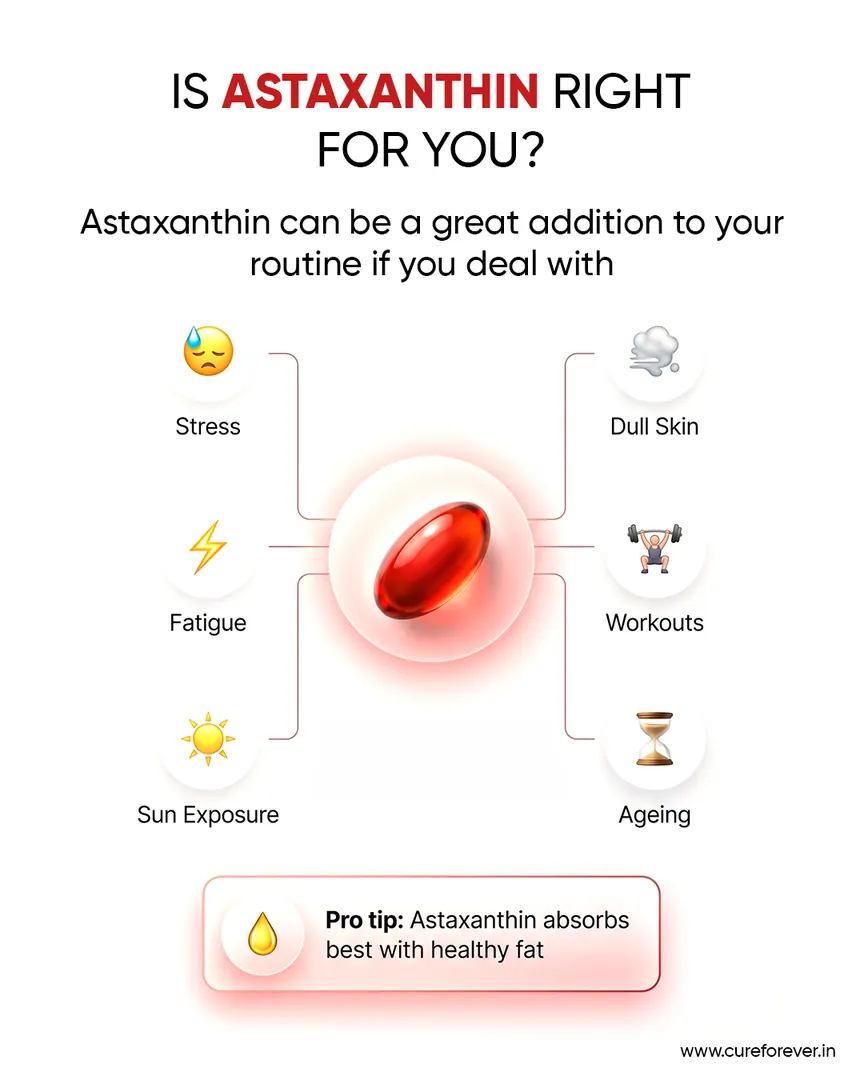 IS ASTAXANTHIN RIGHT
FOR YOU?
Astaxanthin can be a great addition to your
routine if you deal with
Stress
Dull Skin
Fatigue
Workouts
Sun Exposure
Ageing
Pro tip: Astaxanthin absorbs
best with healthy fat
www.cureforever.in